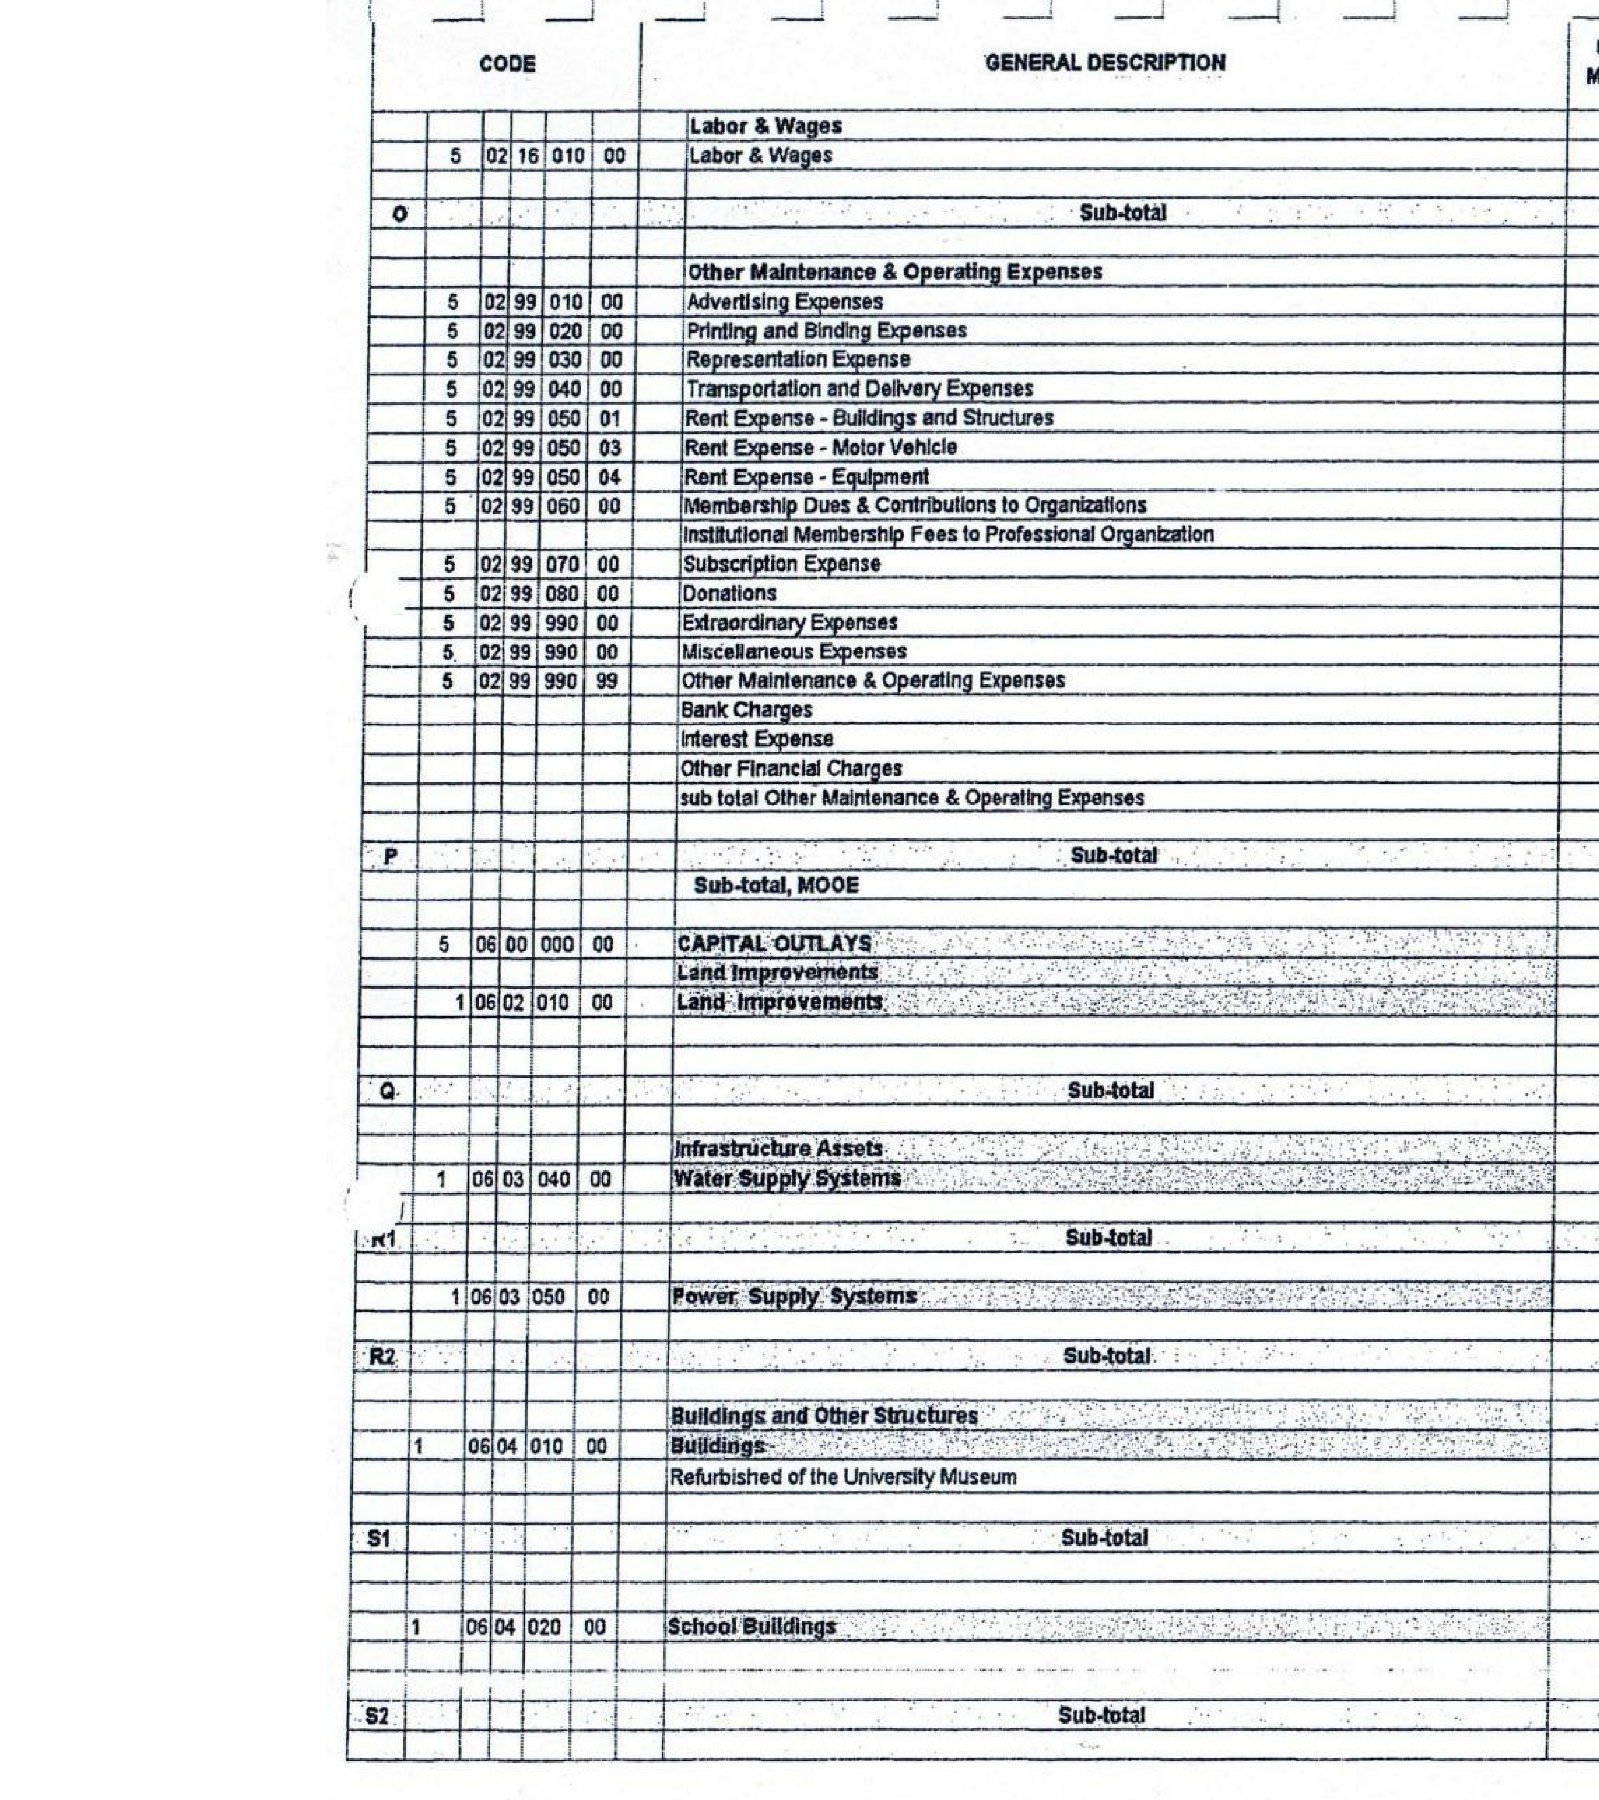 CODE GENERAL DESCRIPTION
Labor & Wages
5 02 16 010 00 Labor & Wages
O Sub-total
Other Maintenance & Operating Expenses
5 02 99 010 00 Advertising Expenses
5 02 99 020 00 Printing and Binding Expenses
5 02 99 030 00 Representation Expense
5 02 99 040 00 Transportation and Delivery Expenses
5 02 99 050 01 Rent Expense - Buildings and Structures
5 02 99 050 03 Rent Expense - Motor Vehicle
5 02 99 050 04 Rent Expense - Equipment
5 02 99 060 00 Membership Dues & Contributions to Organizations
Institutional Membership Fees to Professional Organization
5 02 99 070 00 Subscription Expense
5 02 99 080 00 Donations
5 02 99 990 00 Extraordinary Expenses
5 02 99 990 00 Miscellaneous Expenses
5 02 99 990 99 Other Maintenance & Operating Expenses
Bank Charges
Interest Expense
Other Financial Charges
sub total Other Maintenance & Operating Expenses
P Sub-total
Sub-total, MOOE
5 06 00 000 00 CAPITAL OUTLAYS
Land Improvements
1 06 02 010 00 Land Improvements
Q Sub-total
Infrastructure Assets
1 06 03 040 00 Water Supply Systems
R1 Sub-total
1 06 03 050 00 Power Supply Systems
R2 Sub-total
Buildings and Other Structures
1 06 04 010 00 Buildings
Refurbished of the University Museum
S1 Sub-total
1 06 04 020 00 School Buildings
S2 Sub-total